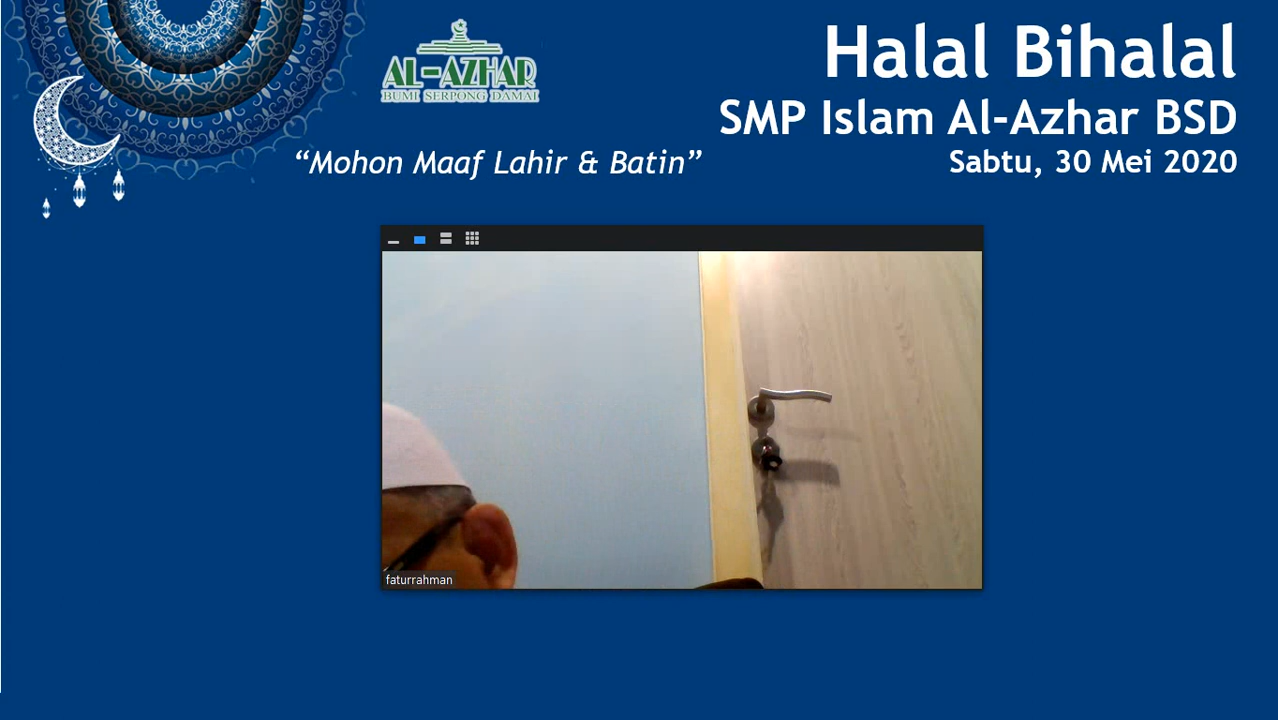 AL-AZHAR
BUMI SERPONG DAMAI
Halal Bihalal
SMP Islam Al-Azhar BSD
“Mohon Maaf Lahir & Batin”
Sabtu, 30 Mei 2020
faturrahman